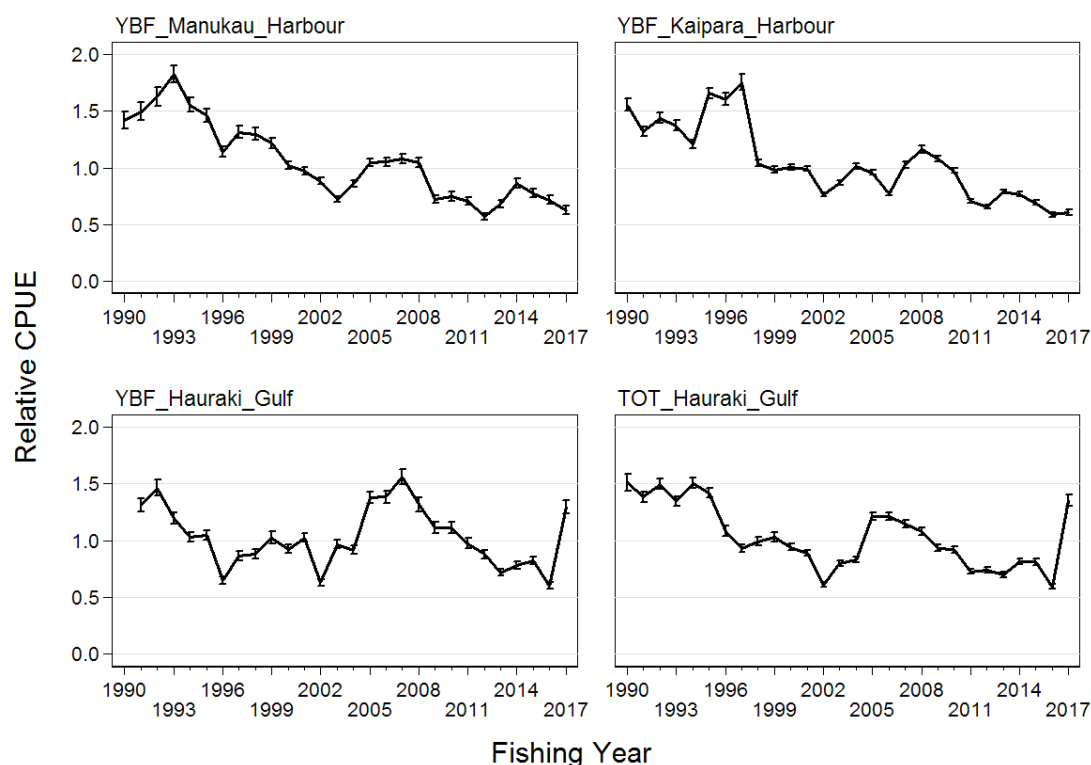 YBF_Manukau_Harbour YBF_Kaipara_Harbour
2.0
1.5
1.0
0.5
0.0
1990 1996 2002 2008 2014 1990 1996 2002 2008 2014
1993 1999 2005 2011 2017 1993 1999 2005 2011 2017
Relative CPUE
YBF_Hauraki_Gulf TOT_Hauraki_Gulf
2.0
1.5
1.0
0.5
0.0
1990 1996 2002 2008 2014 1990 1996 2002 2008 2014
1993 1999 2005 2011 2017 1993 1999 2005 2011 2017
Fishing Year